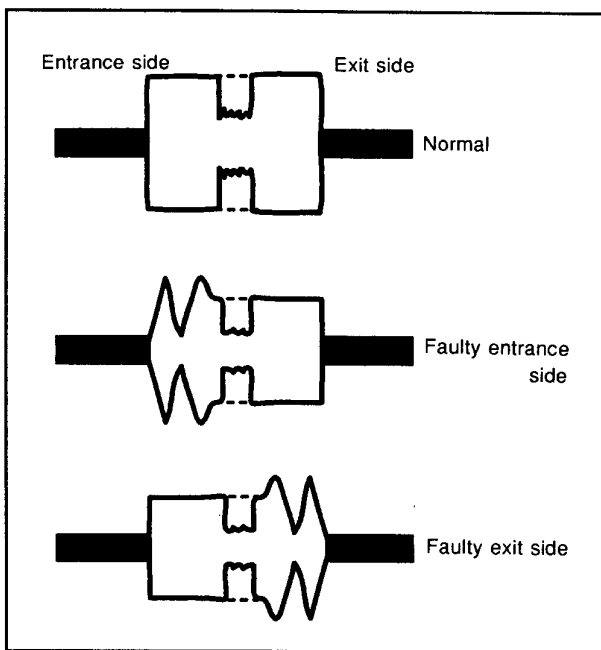 Entrance side
Exit side
Normal
Faulty entrance
side
Faulty exit side